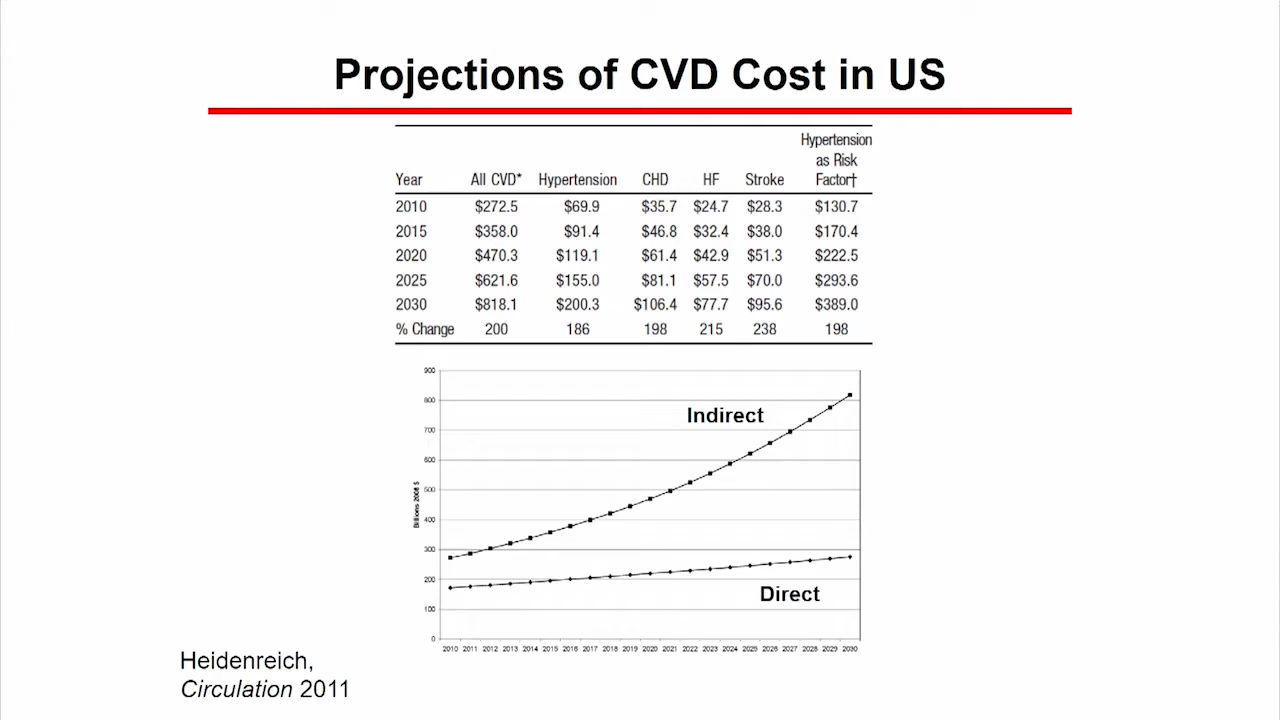 Projections of CVD Cost in US
Hypertension
as Risk
Year All CVD* Hypertension CHD HF Stroke Factor†
2010 $272.5 $69.9 $35.7 $24.7 $28.3 $130.7
2015 $358.0 $91.4 $46.8 $32.4 $38.0 $170.4
2020 $470.3 $119.1 $61.4 $42.9 $51.3 $222.5
2025 $621.6 $155.0 $81.1 $57.5 $70.0 $293.6
2030 $818.1 $200.3 $106.4 $77.7 $95.6 $389.0
% Change 200 186 198 215 238 198
900
800
700
600
500
400
300
200
100
0
Billions 2008 $
Indirect
Direct
2010 2011 2012 2013 2014 2015 2016 2017 2018 2019 2020 2021 2022 2023 2024 2025 2026 2027 2028 2029 2030
Heidenreich,
Circulation 2011